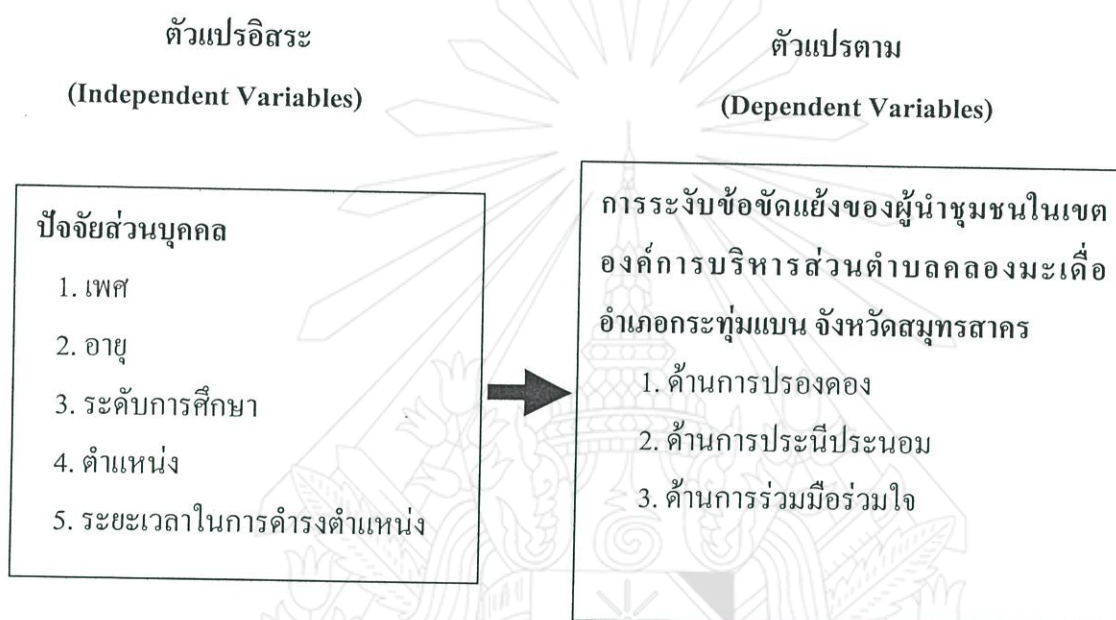 ตัวแปรอิสระ
(Independent Variables)
ปัจจัยส่วนบุคคล
1. เพศ
2. อายุ
3. ระดับการศึกษา
4. ตำแหน่ง
5. ระยะเวลาในการดำรงตำแหน่ง
ตัวแปรตาม
(Dependent Variables)
การระงับข้อขัดแย้งของผู้นำชุมชนในเขต
องค์การบริหารส่วนตำบลคลองมะเดื่อ
อำเภอกระทุ่มแบน จังหวัดสมุทรสาคร
1. ด้านการปรองดอง
2. ด้านการประนีประนอม
3. ด้านการร่วมมือร่วมใจ